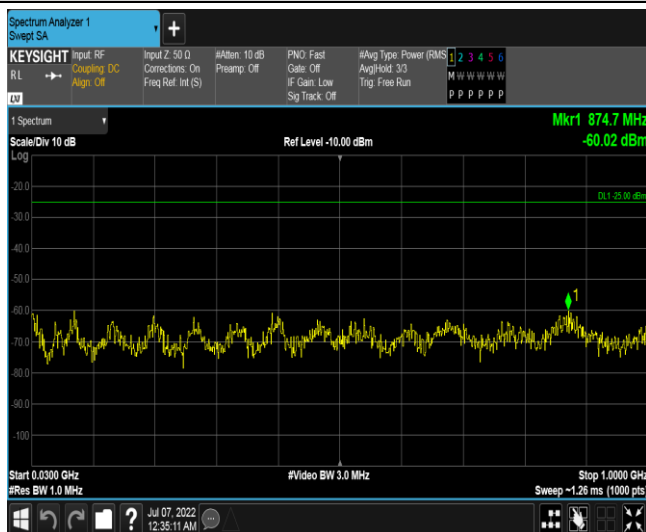 Spectrum Analyzer 1
Swept SA
KEYSIGHT
RL
LXI
Input: RF
Coupling: DC
Align: Off
Input Z: 50 Ω
Corrections: On
Freq Ref: Int (S)
#Atten: 10 dB
Preamp: Off
PNO: Fast
Gate: Off
IF Gain: Low
Sig Track: Off
#Avg Type: Power (RMS
Avg|Hold: 3/3
Trig: Free Run
1 2 3 4 5 6
M W W W W W
P P P P P P
1 Spectrum
Mkr1 874.7 MHz
Scale/Div 10 dB
Ref Level -10.00 dBm
-60.02 dBm
Log
DL1 -25.00 dBm
-20.0
-30.0
-40.0
-50.0
1
-60.0
-70.0
-80.0
-90.0
-100
Start 0.0300 GHz
#Video BW 3.0 MHz
Stop 1.0000 GHz
#Res BW 1.0 MHz
Sweep ~1.26 ms (1000 pts)
?
Jul 07, 2022
12:35:11 AM